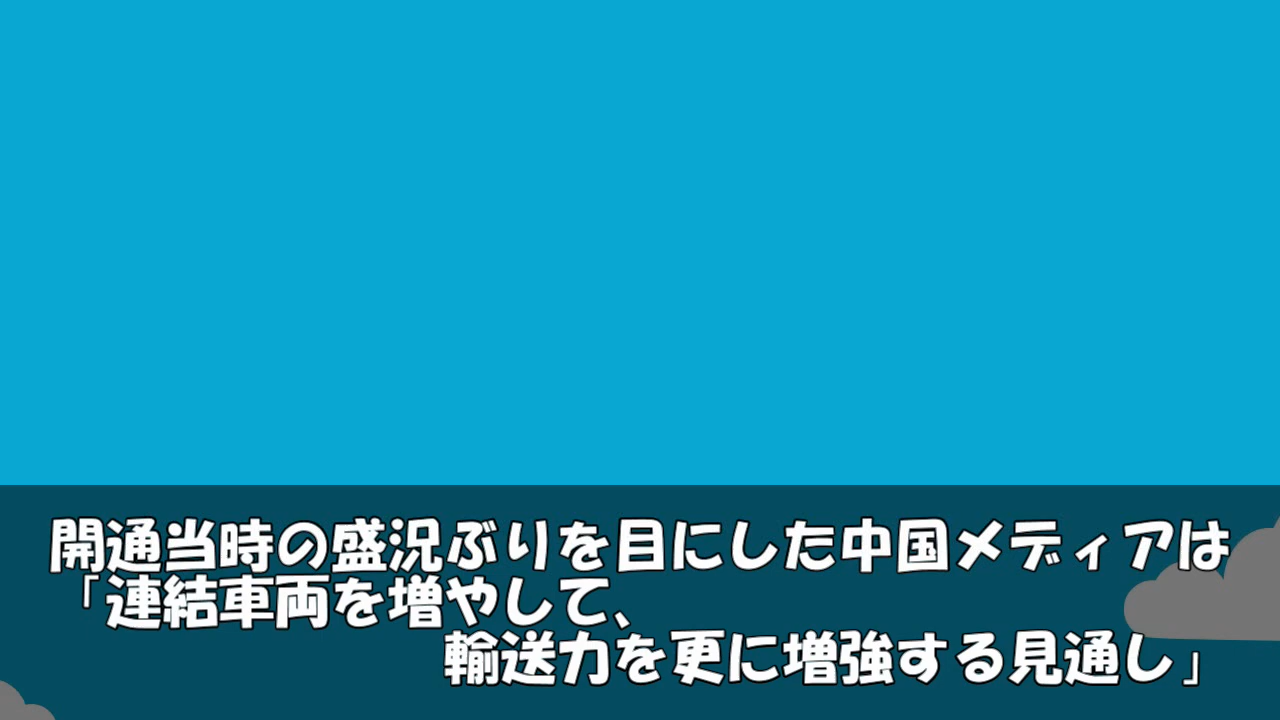 開通当時の盛況ぶりを目にした中国メディアは
「連結車両を増やして、
輸送力を更に増強する見通し」